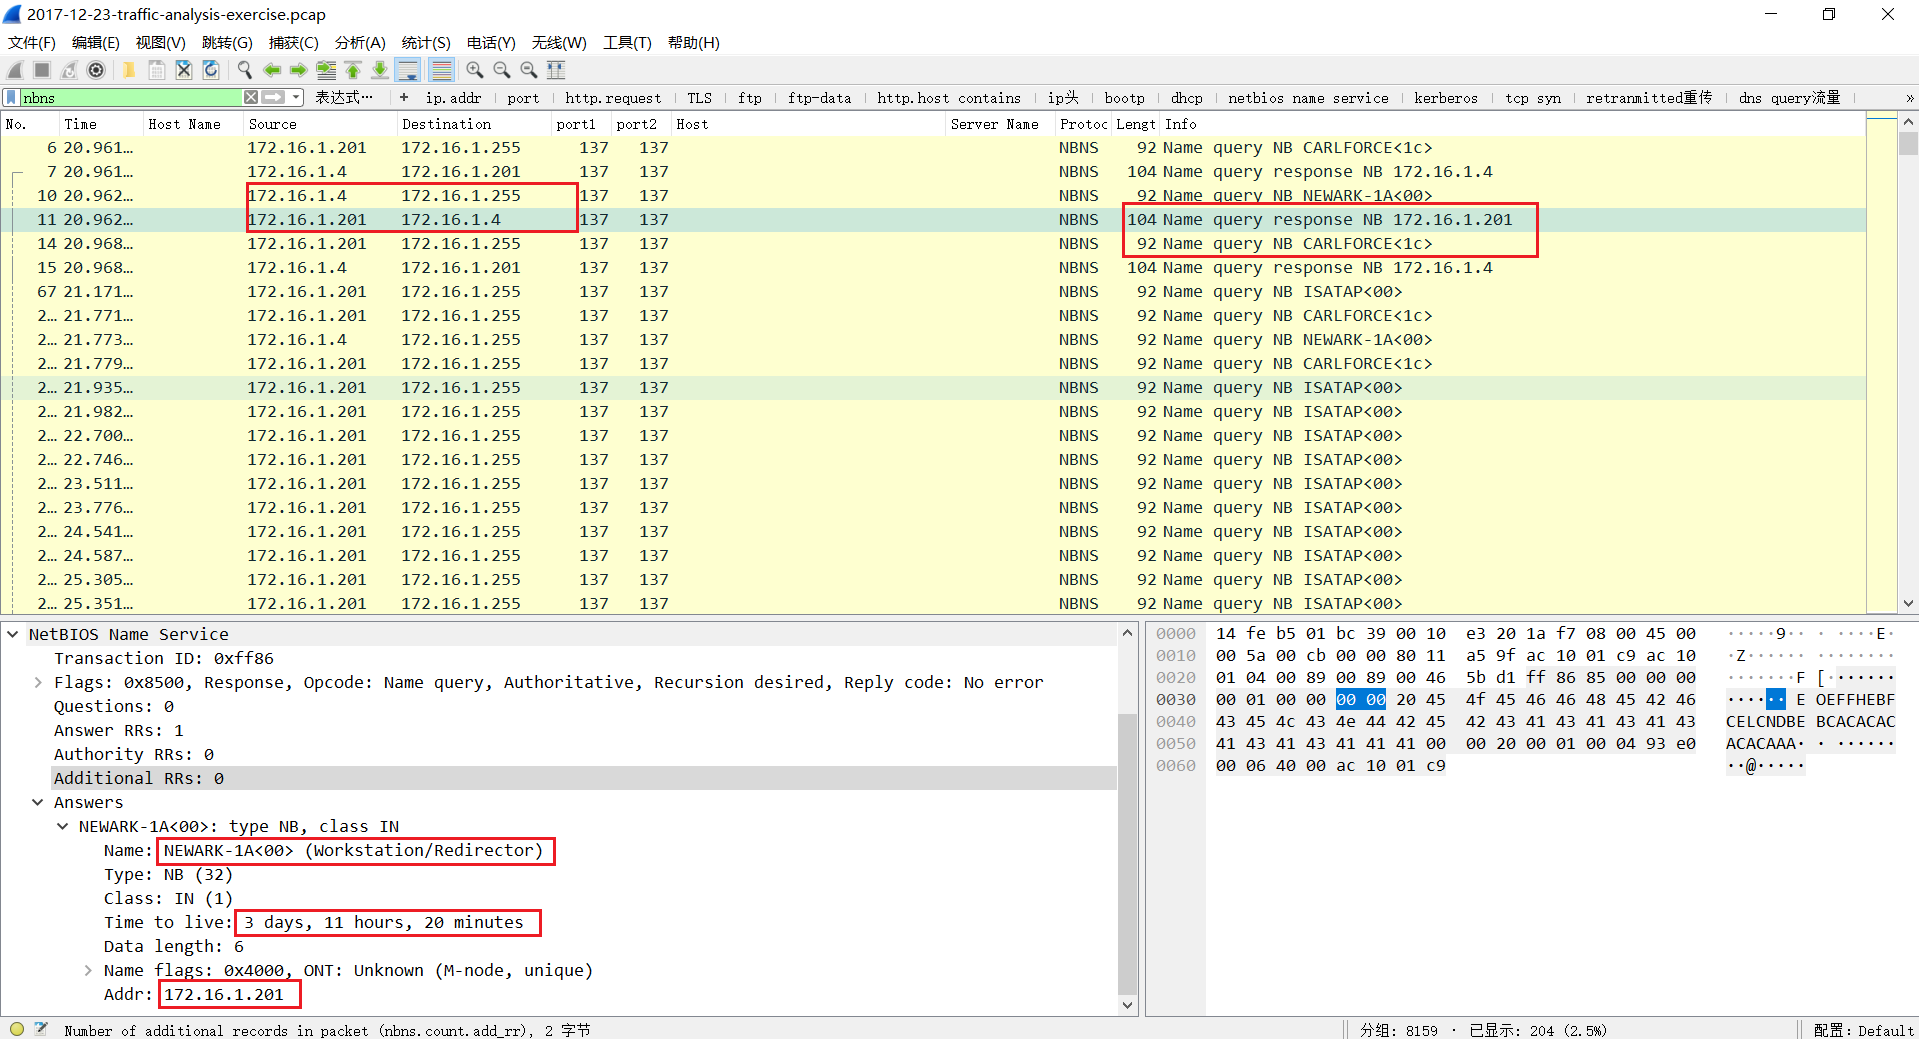 2017-12-23-traffic-analysis-exercise.pcap
文件(F) 编辑(E) 视图(V) 跳转(G) 捕获(C) 分析(A) 统计(S) 电话(Y) 无线(W) 工具(T) 帮助(H)
nbns 表达式… + ip.addr port http.request TLS ftp ftp-data http.host contains ip头 bootp dhcp netbios name service kerberos tcp syn retranmitted重传 dns query流量 »
No. Time Host Name Source Destination port1 port2 Host Server Name Protoc Lengt Info
6 20.961… 172.16.1.201 172.16.1.255 137 137 NBNS 92 Name query NB CARLFORCE<1c>
7 20.961… 172.16.1.4 172.16.1.201 137 137 NBNS 104 Name query response NB 172.16.1.4
10 20.962… 172.16.1.4 172.16.1.255 137 137 NBNS 92 Name query NB NEWARK-1A<00>
11 20.962… 172.16.1.201 172.16.1.4 137 137 NBNS 104 Name query response NB 172.16.1.201
14 20.968… 172.16.1.201 172.16.1.255 137 137 NBNS 92 Name query NB CARLFORCE<1c>
15 20.968… 172.16.1.4 172.16.1.201 137 137 NBNS 104 Name query response NB 172.16.1.4
67 21.171… 172.16.1.201 172.16.1.255 137 137 NBNS 92 Name query NB ISATAP<00>
2… 21.771… 172.16.1.201 172.16.1.255 137 137 NBNS 92 Name query NB CARLFORCE<1c>
2… 21.773… 172.16.1.4 172.16.1.255 137 137 NBNS 92 Name query NB NEWARK-1A<00>
2… 21.779… 172.16.1.201 172.16.1.255 137 137 NBNS 92 Name query NB CARLFORCE<1c>
2… 21.935… 172.16.1.201 172.16.1.255 137 137 NBNS 92 Name query NB ISATAP<00>
2… 21.982… 172.16.1.201 172.16.1.255 137 137 NBNS 92 Name query NB ISATAP<00>
2… 22.700… 172.16.1.201 172.16.1.255 137 137 NBNS 92 Name query NB ISATAP<00>
2… 22.746… 172.16.1.201 172.16.1.255 137 137 NBNS 92 Name query NB ISATAP<00>
2… 23.511… 172.16.1.201 172.16.1.255 137 137 NBNS 92 Name query NB ISATAP<00>
2… 23.776… 172.16.1.201 172.16.1.255 137 137 NBNS 92 Name query NB ISATAP<00>
2… 24.541… 172.16.1.201 172.16.1.255 137 137 NBNS 92 Name query NB ISATAP<00>
2… 24.587… 172.16.1.201 172.16.1.255 137 137 NBNS 92 Name query NB ISATAP<00>
2… 25.305… 172.16.1.201 172.16.1.255 137 137 NBNS 92 Name query NB ISATAP<00>
2… 25.351… 172.16.1.201 172.16.1.255 137 137 NBNS 92 Name query NB ISATAP<00>
NetBIOS Name Service
Transaction ID: 0xff86
Flags: 0x8500, Response, Opcode: Name query, Authoritative, Recursion desired, Reply code: No error
Questions: 0
Answer RRs: 1
Authority RRs: 0
Additional RRs: 0
Answers
NEWARK-1A<00>: type NB, class IN
Name: NEWARK-1A<00> (Workstation/Redirector)
Type: NB (32)
Class: IN (1)
Time to live: 3 days, 11 hours, 20 minutes
Data length: 6
Name flags: 0x4000, ONT: Unknown (M-node, unique)
Addr: 172.16.1.201
0000 14 fe b5 01 bc 39 00 10 e3 20 1a f7 08 00 45 00 ·····9·· · ····E·
0010 00 5a 00 cb 00 00 80 11 a5 9f ac 10 01 c9 ac 10 ·Z······ ········
0020 01 04 00 89 00 89 00 46 5b d1 ff 86 85 00 00 00 ·······F [·······
0030 00 01 00 00 00 00 20 45 4f 45 46 46 48 45 42 46 ······ E OEFFHEBF
0040 43 45 4c 43 4e 44 42 45 42 43 41 43 41 43 41 43 CELCNDBE BCACACAC
0050 41 43 41 43 41 41 41 00 00 20 00 01 00 04 93 e0 ACACAAA· · ······
0060 00 06 40 00 ac 10 01 c9 ··@·····
Number of additional records in packet (nbns.count.add_rr), 2 字节 分组: 8159 · 已显示: 204 (2.5%) 配置: Default